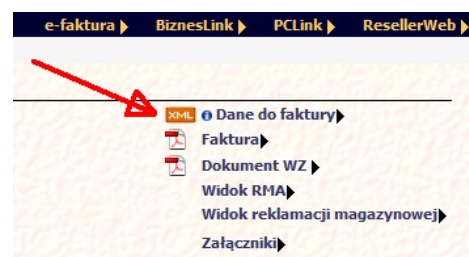 e-faktura BiznesLink PCLink ResellerWeb
XML i Dane do faktury
Faktura
Dokument WZ
Widok RMA
Widok reklamacji magazynowej
Załączniki